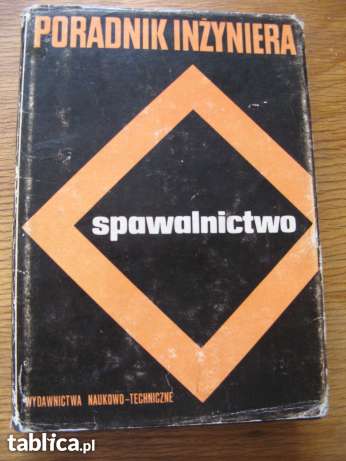 PORADNIK INŻYNIERA
spawalnictwo
WYDAWNICTWA NAUKOWO-TECHNICZNE
tablica.pl